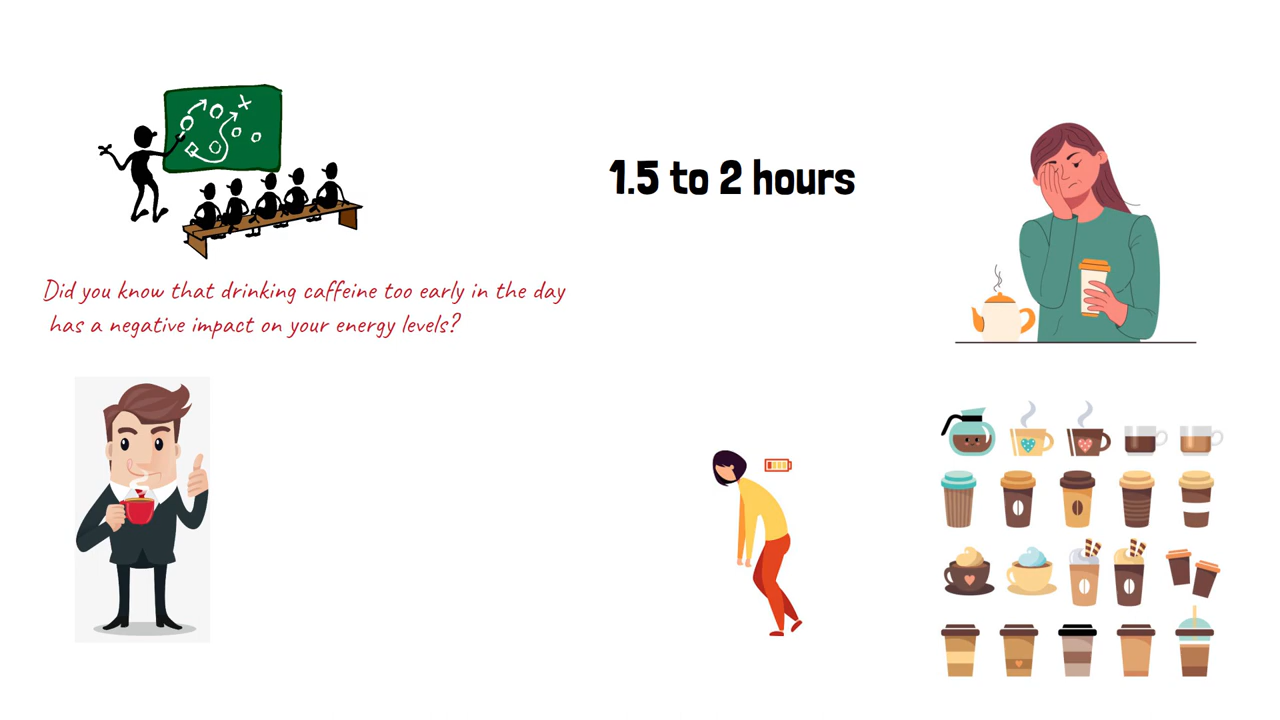 1.5 to 2 hours
Did you know that drinking caffeine too early in the day
has a negative impact on your energy levels?